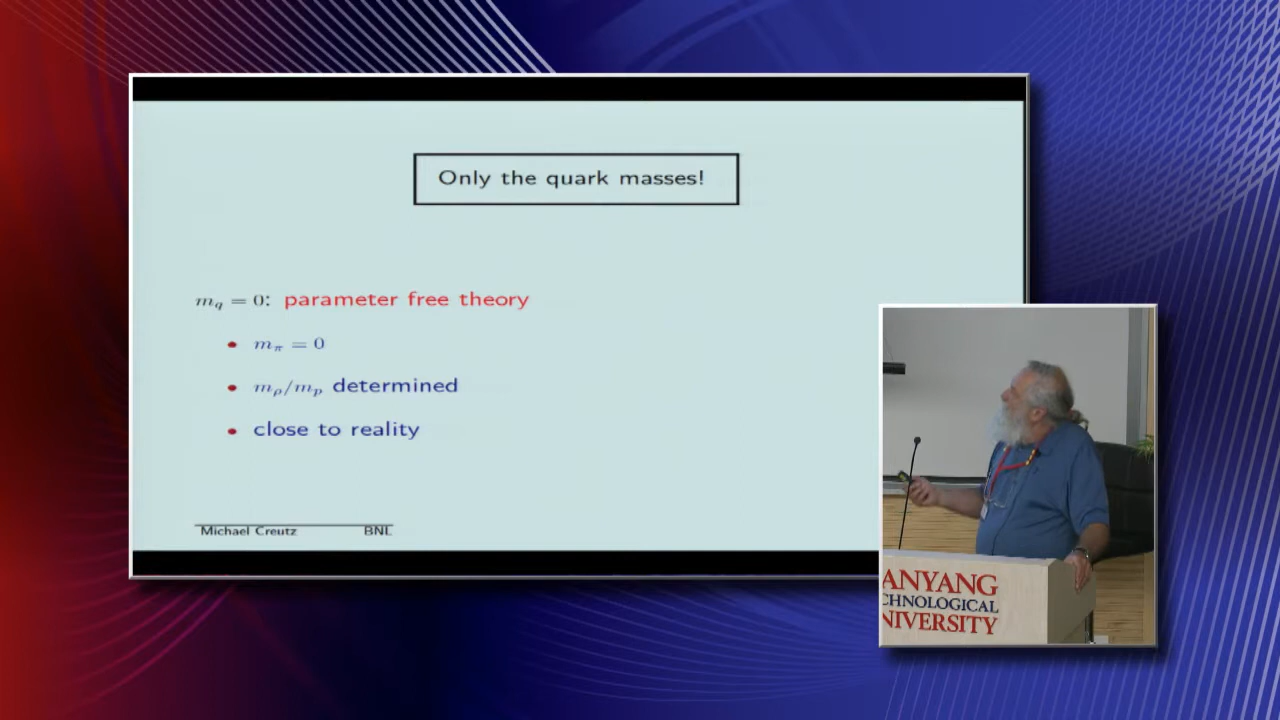 Only the quark masses!
m_q = 0: parameter free theory
• m_π = 0
• m_ρ/m_p determined
• close to reality
Michael Creutz BNL
ANYANG
CHNOLOGICAL
NIVERSITY